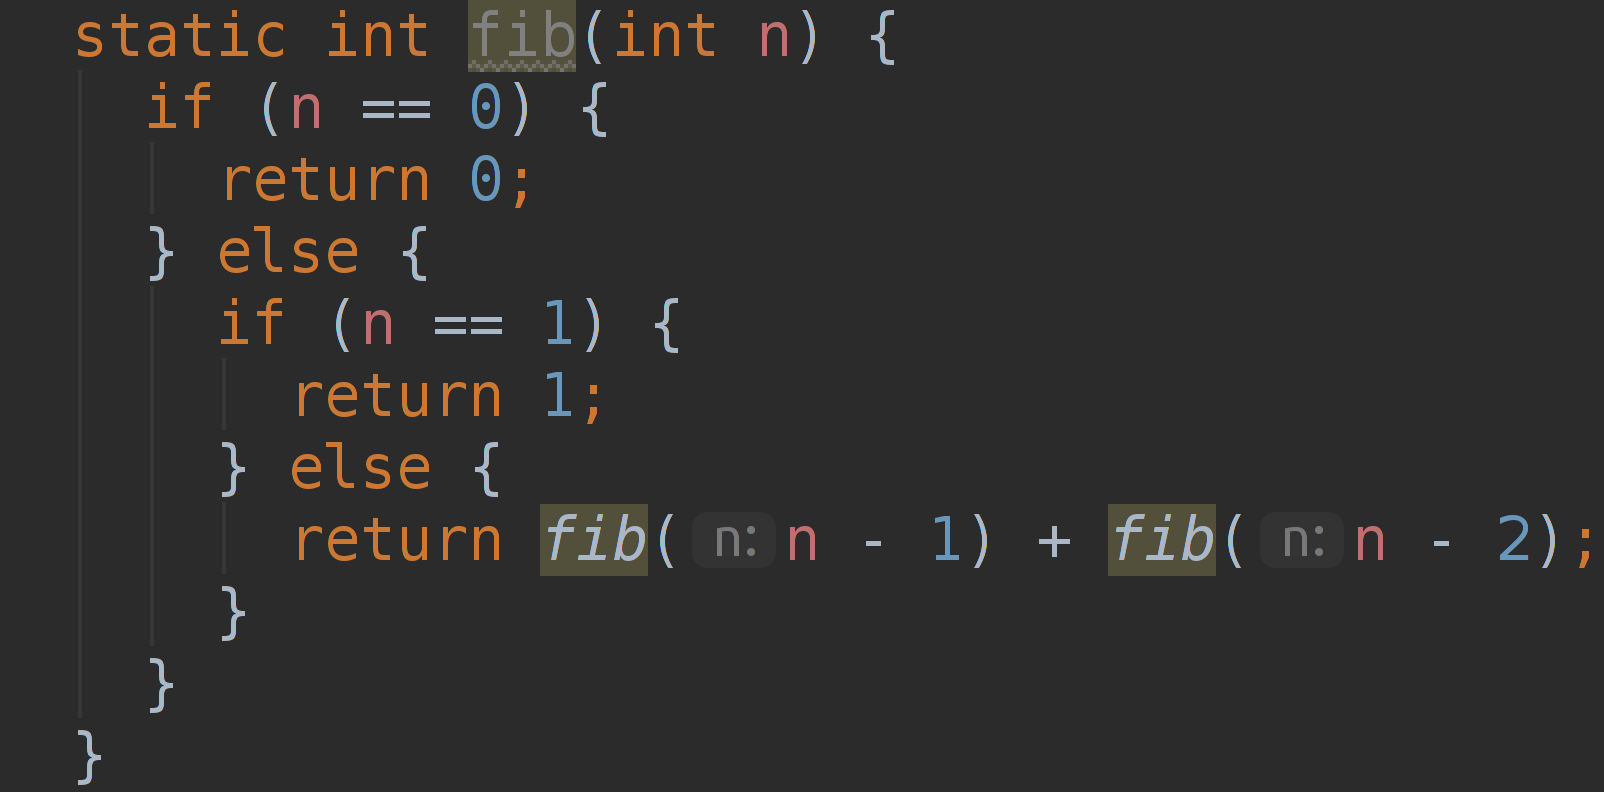 static int fib(int n) {
  if (n == 0) {
    return 0;
  } else {
    if (n == 1) {
      return 1;
    } else {
      return fib( n: n - 1) + fib( n: n - 2);
    }
  }
}